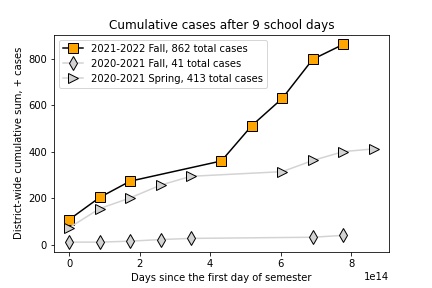 Cumulative cases after 9 school days
2021-2022 Fall, 862 total cases
2020-2021 Fall, 41 total cases
2020-2021 Spring, 413 total cases
District-wide cumulative sum, + cases
800
600
400
200
0
0
2
4
6
8
1e14
Days since the first day of semester